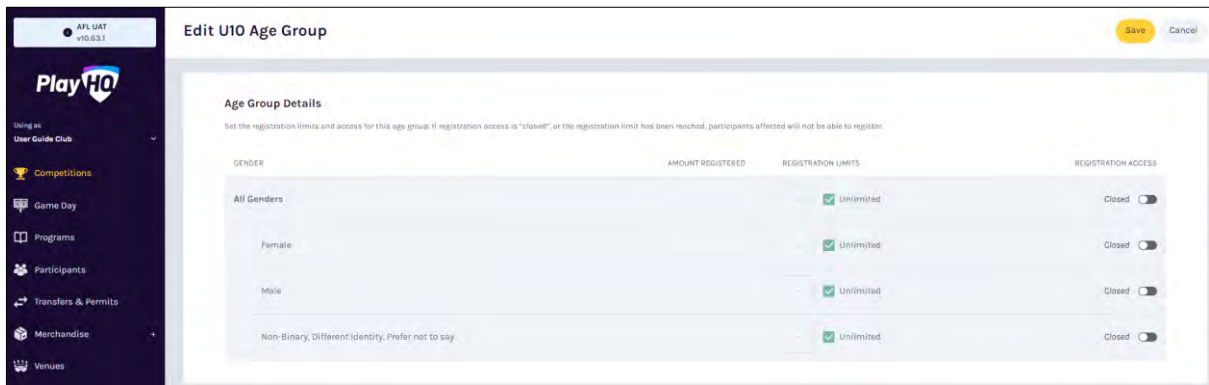 AFL UAT
v10.63.1
Edit U10 Age Group
Save
Cancel
PlayHQ
Using as
User Guide Club
Competitions
Game Day
Programs
Participants
Transfers & Permits
Merchandise +
Venues
Age Group Details
Set the registration limits and access for this age group. If registration access is "closed", or the registration limit has been reached, participants affected will not be able to register.
GENDER AMOUNT REGISTERED REGISTRATION LIMITS REGISTRATION ACCESS
All Genders - Unlimited Closed
Female - Unlimited Closed
Male - Unlimited Closed
Non-Binary, Different Identity, Prefer not to say - Unlimited Closed